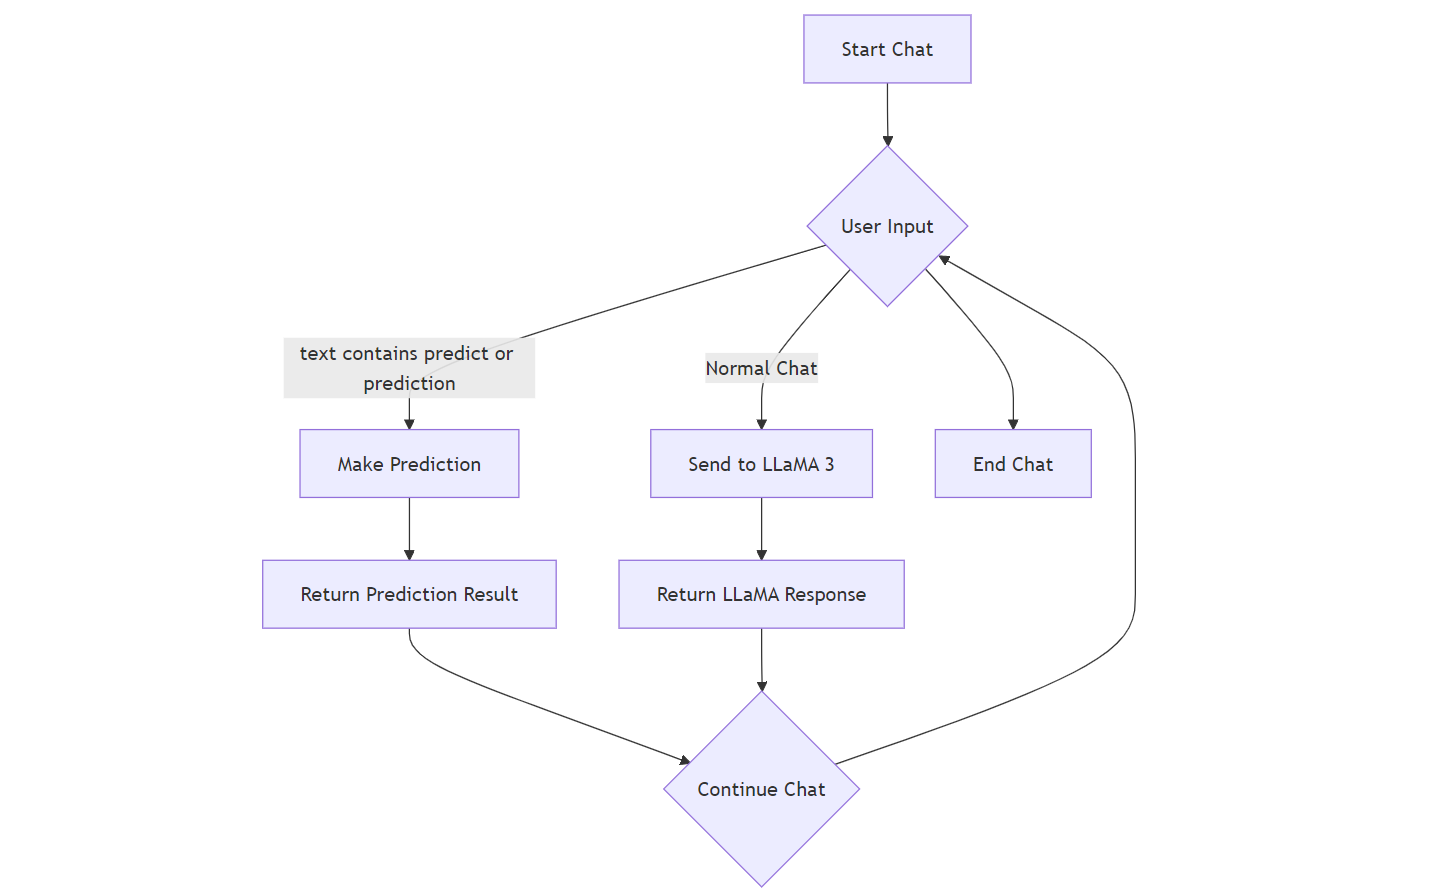 Start Chat
User Input
text contains predict or
prediction
Normal Chat
Make Prediction
Send to LLaMA 3
End Chat
Return Prediction Result
Return LLaMA Response
Continue Chat